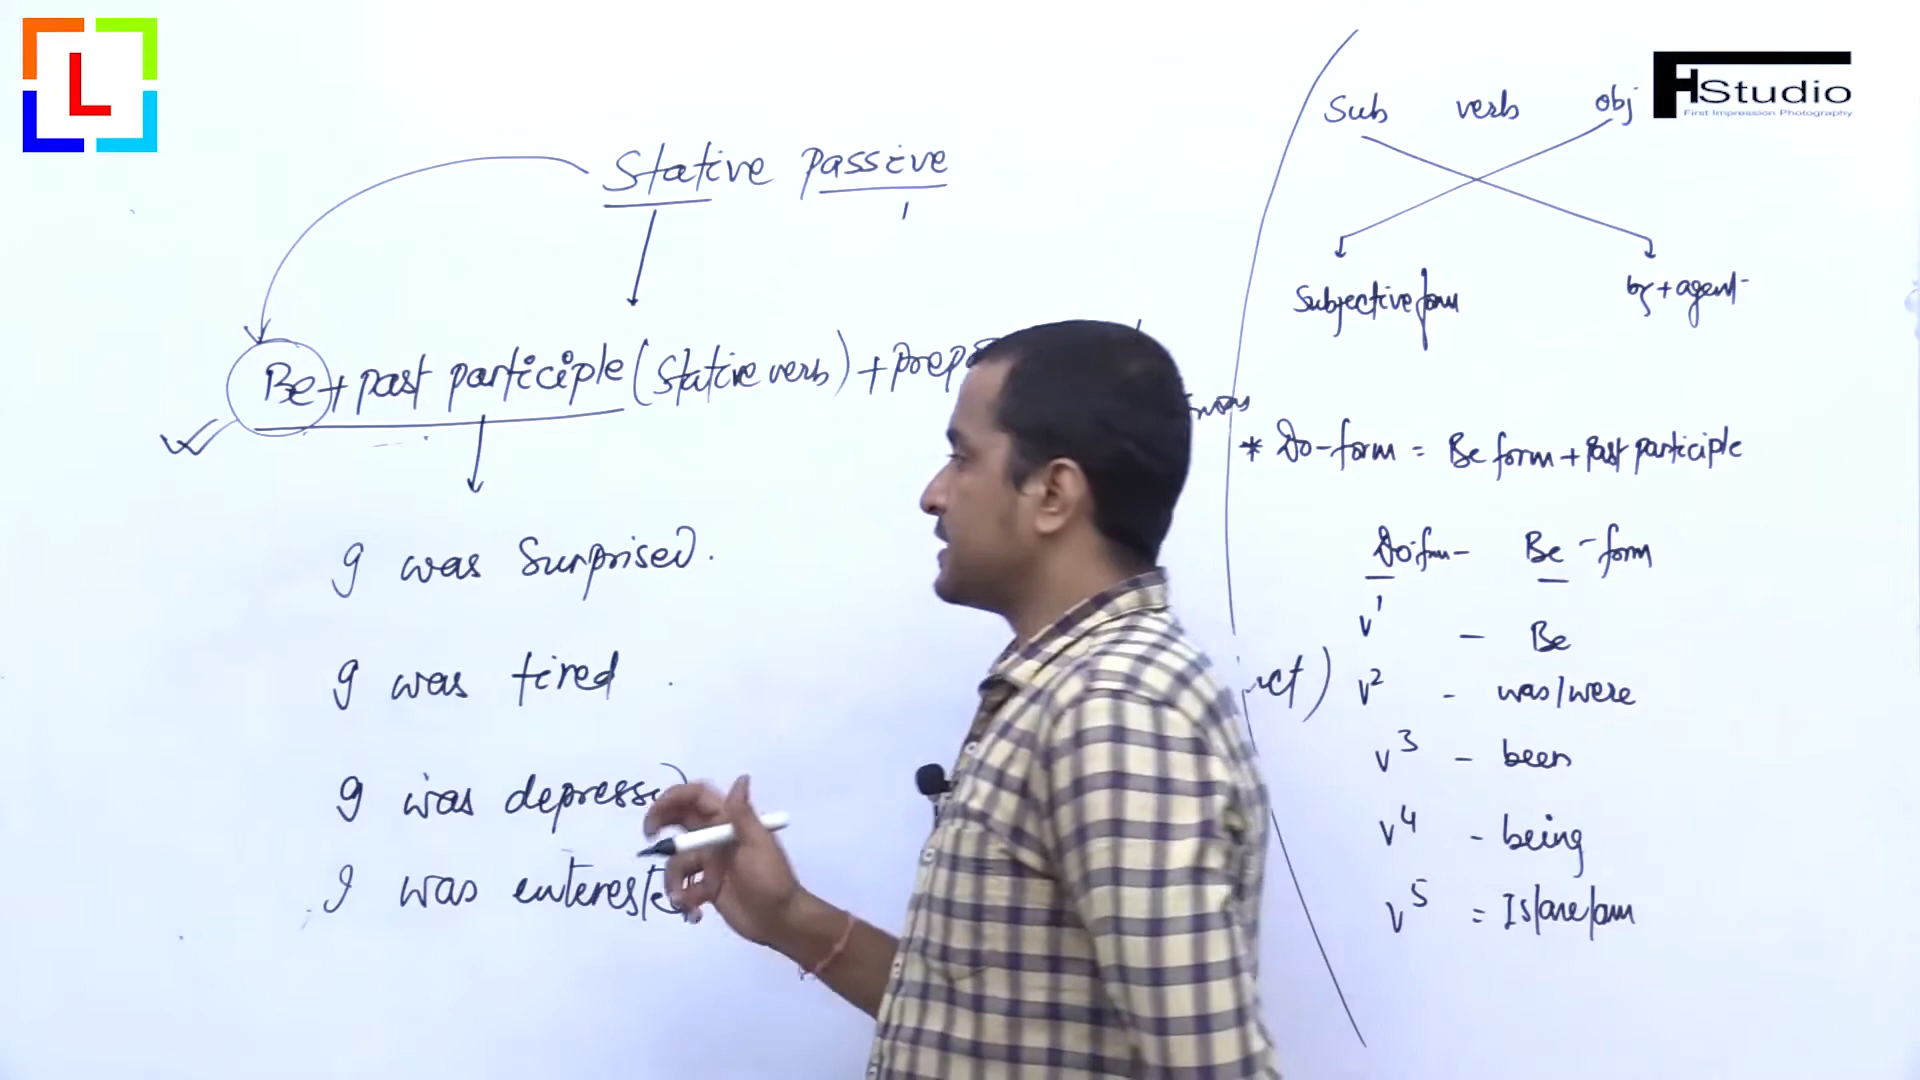 L
Stative passive
Be + past participle (Stative verb) + prep
I was Surprised.
I was tired
I was depress
I was interested
Sub verb obj
Subjective form
by + agent
* Do-form = Be form + past participle
Do-form - Be - form
v1 - Be
v2 - was/were
v3 - been
v4 - being
v5 = Is/are/am
FHStudio
First Impression Photography